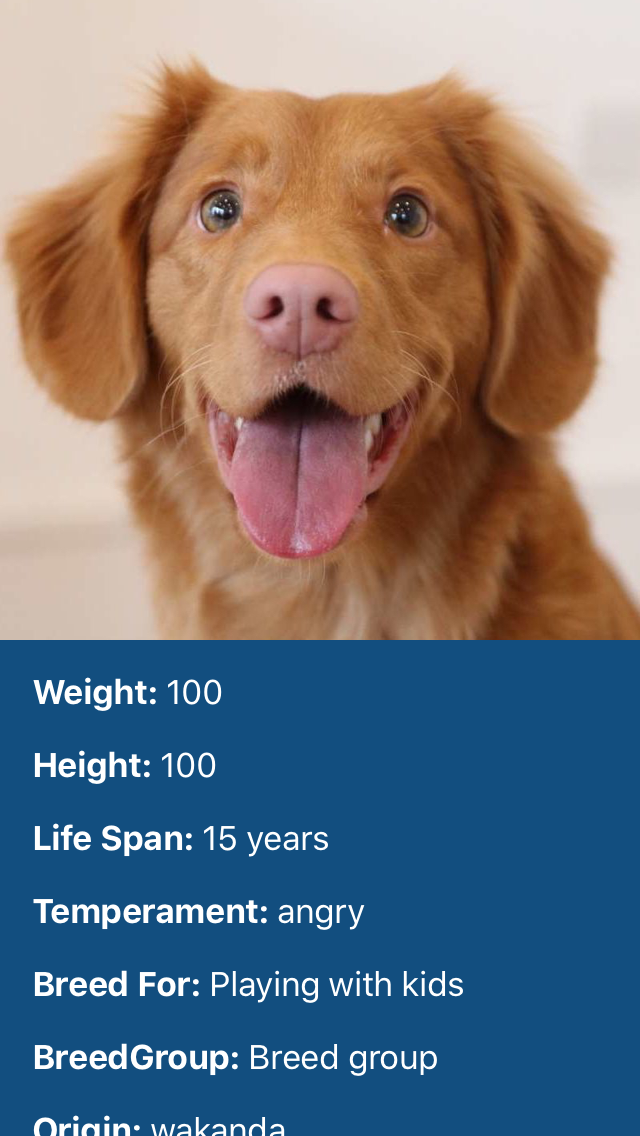 Weight: 100
Height: 100
Life Span: 15 years
Temperament: angry
Breed For: Playing with kids
BreedGroup: Breed group
Origin: wakanda